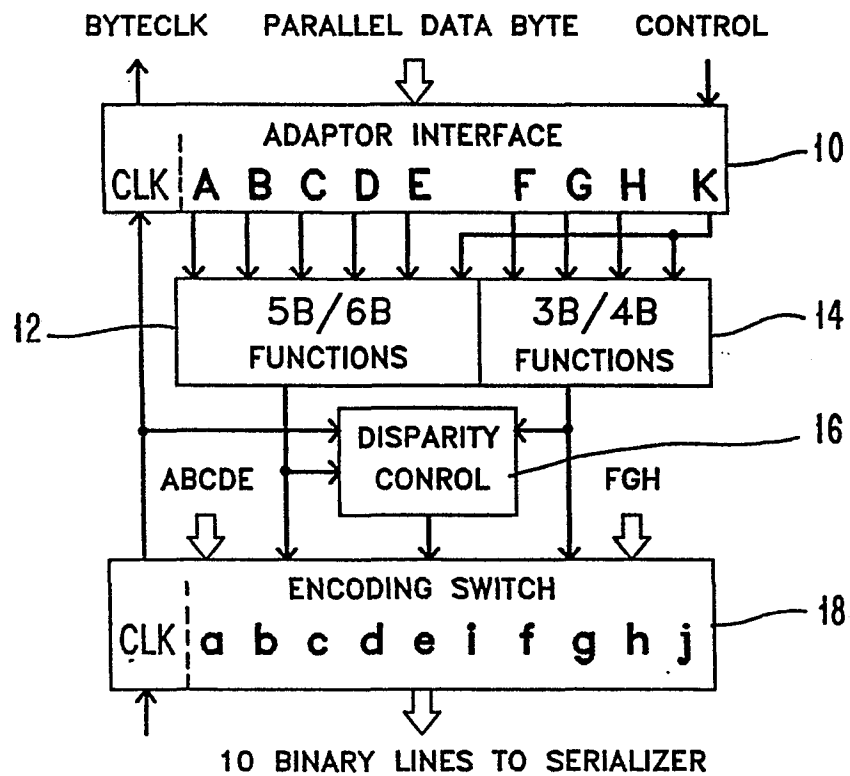 BYTECLK PARALLEL DATA BYTE CONTROL
ADAPTOR INTERFACE
10
CLK A B C D E F G H K
12
5B/6B
FUNCTIONS
3B/4B
FUNCTIONS
14
DISPARITY
CONROL
16
ABCDE
FGH
ENCODING SWITCH
18
CLK a b c d e i f g h j
10 BINARY LINES TO SERIALIZER